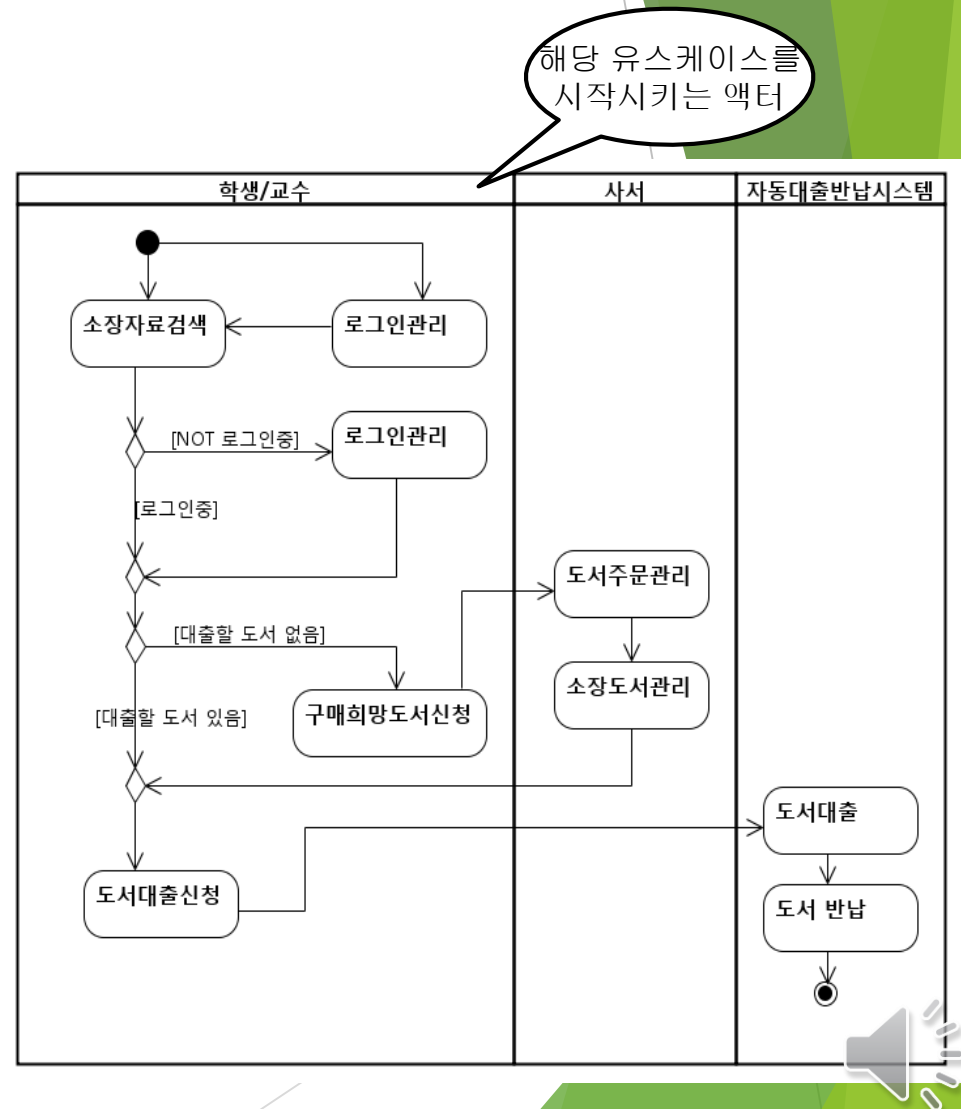 해당 유스케이스를
시작시키는 액터
학생/교수
사서
자동대출반납시스템
소장자료검색
로그인관리
[NOT 로그인중]
로그인관리
[로그인중]
도서주문관리
[대출할 도서 없음]
소장도서관리
구매희망도서신청
[대출할 도서 있음]
도서대출
도서대출신청
도서 반납